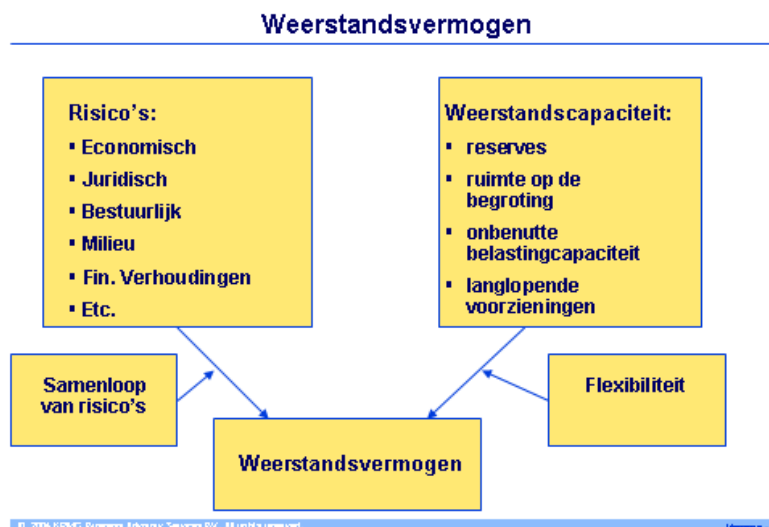 Weerstandsvermogen
Risico's:
▪ Economisch
▪ Juridisch
▪ Bestuurlijk
▪ Milieu
▪ Fin. Verhoudingen
▪ Etc.
Weerstandscapaciteit:
▪ reserves
▪ ruimte op de
begroting
▪ onbenutte
belastingcapaciteit
▪ langlopende
voorzieningen
Samenloop
van risico's
Flexibiliteit
Weerstandsvermogen